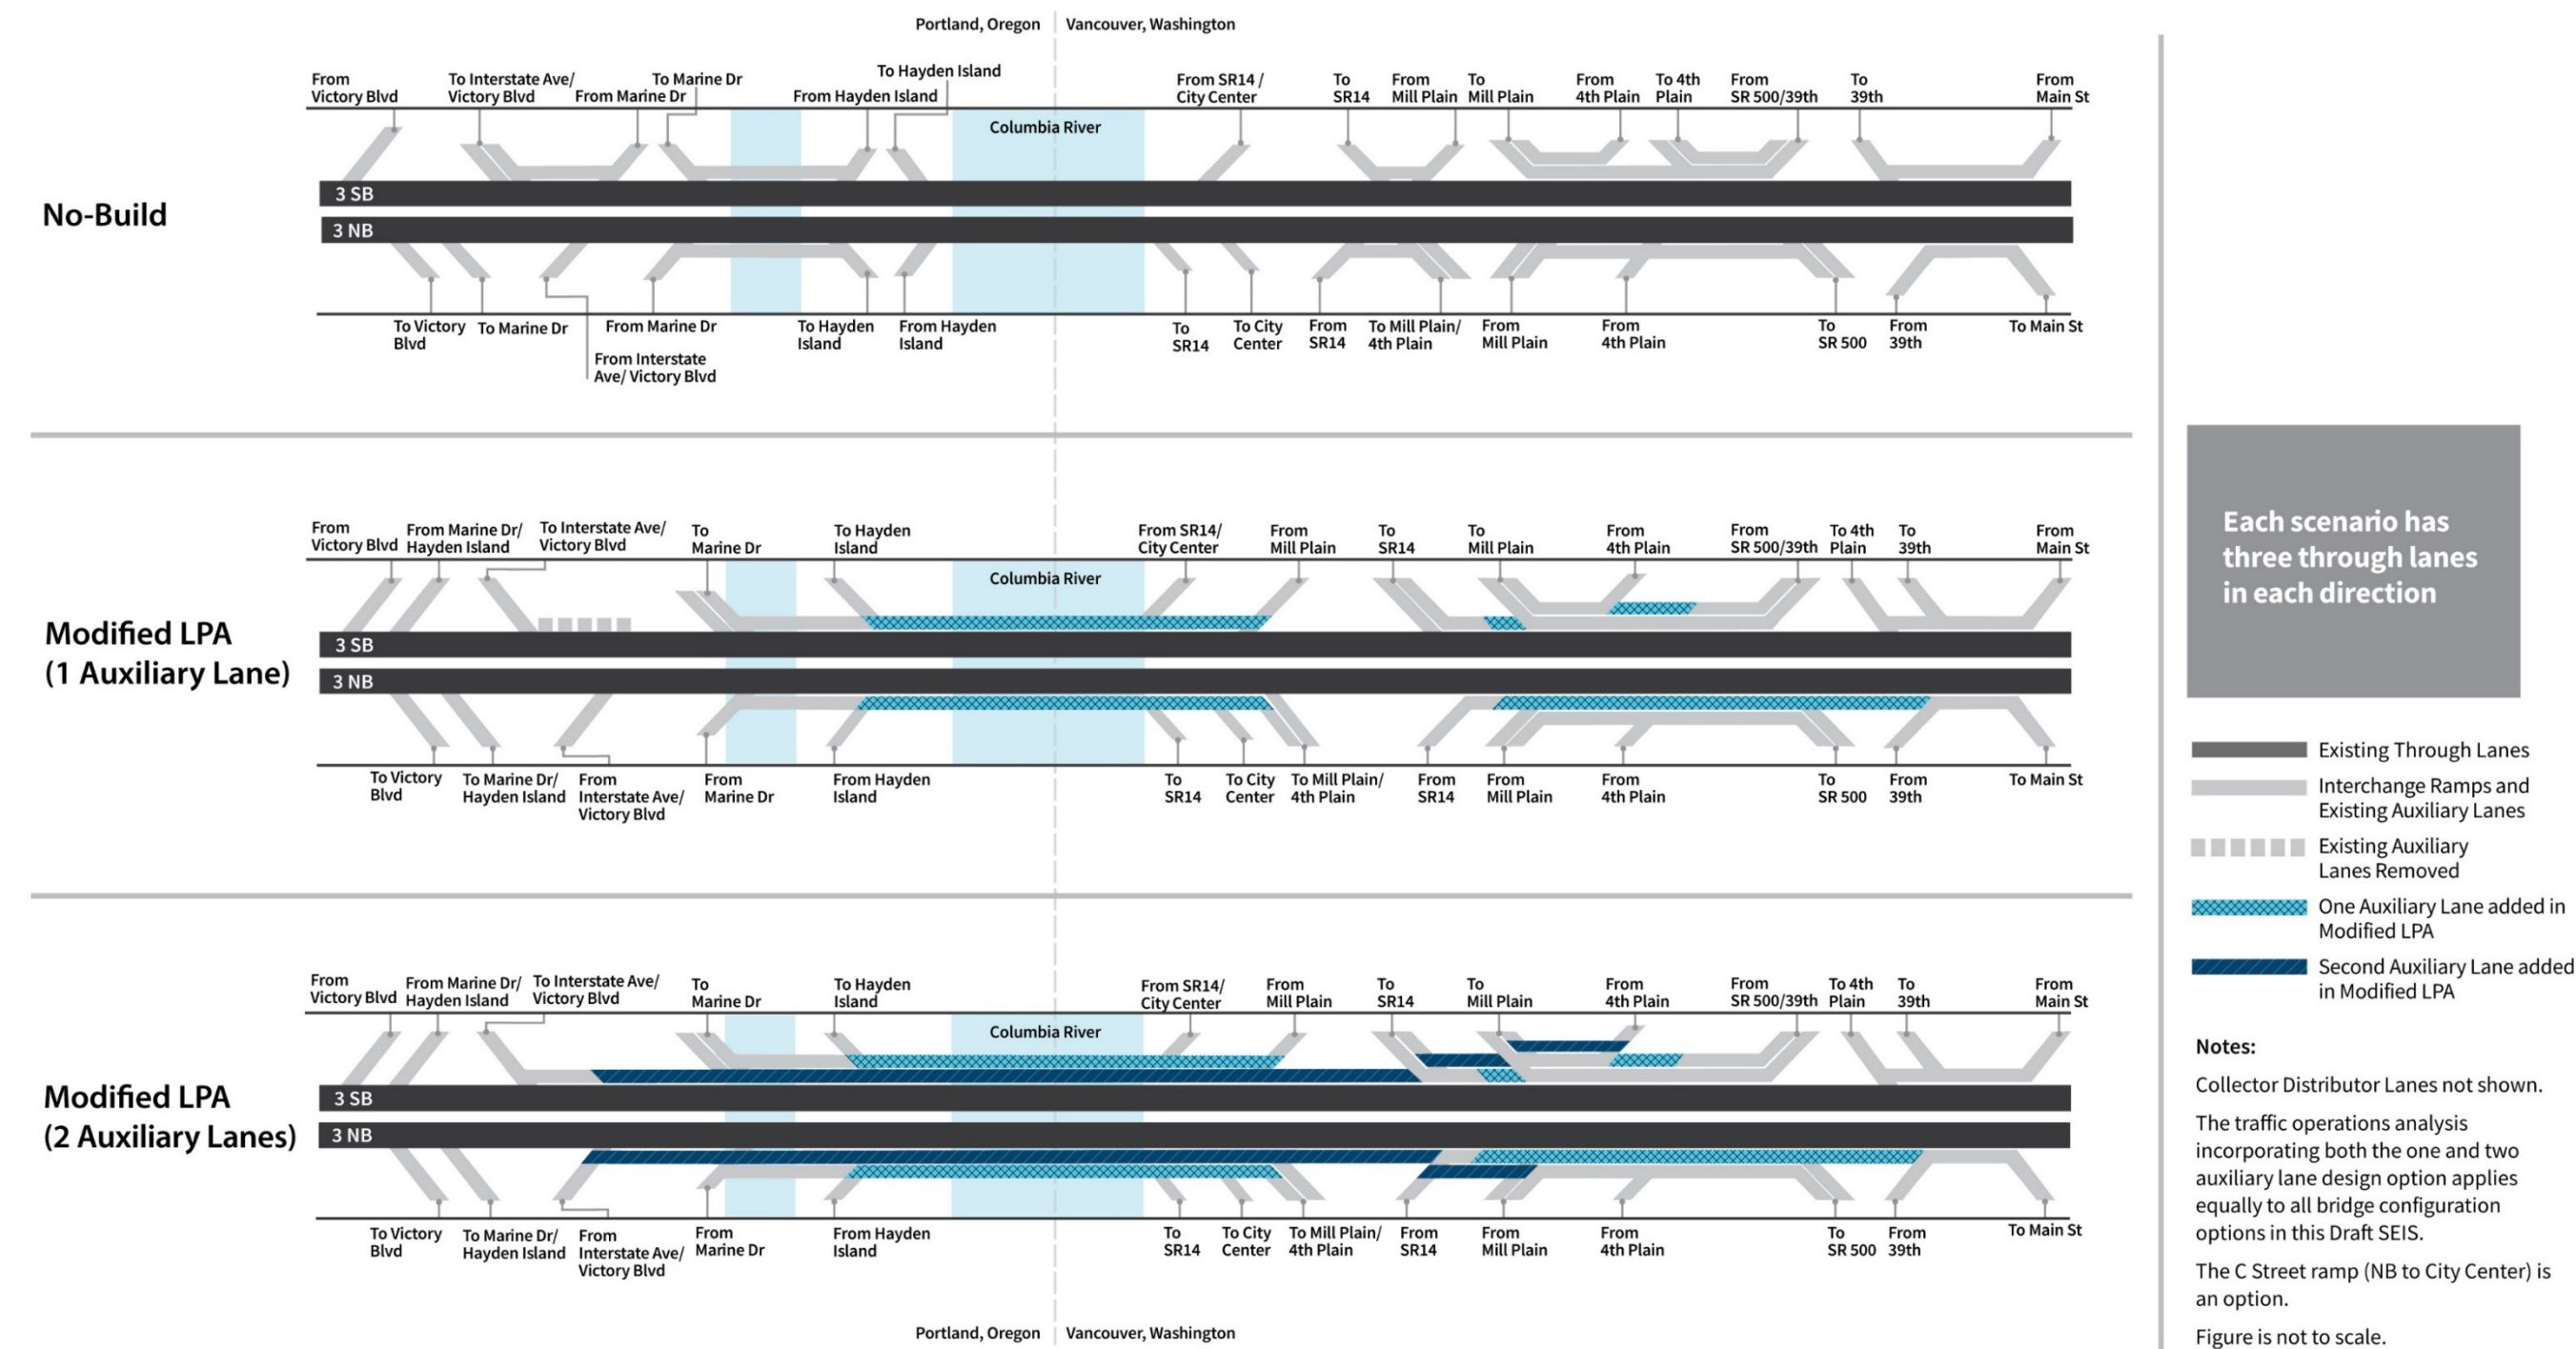 Portland, Oregon
Vancouver, Washington
No-Build
From
Victory Blvd
To Interstate Ave/
Victory Blvd
From Marine Dr
To Marine Dr
From Hayden Island
To Hayden Island
From SR14 /
City Center
To
SR14
From
Mill Plain
To
Mill Plain
From
4th Plain
To 4th
Plain
From
SR 500/39th
To
39th
From
Main St
Columbia River
3 SB
3 NB
To Victory
Blvd
To Marine Dr
From Interstate
Ave/ Victory Blvd
From Marine Dr
To Hayden
Island
From Hayden
Island
To
SR14
To City
Center
From
SR14
To Mill Plain/
4th Plain
From
Mill Plain
From
4th Plain
To
SR 500
From
39th
To Main St
Modified LPA
(1 Auxiliary Lane)
From
Victory Blvd
From Marine Dr/
Hayden Island
To Interstate Ave/
Victory Blvd
To
Marine Dr
To Hayden
Island
From SR14/
City Center
From
Mill Plain
To
SR14
To
Mill Plain
From
4th Plain
From
SR 500/39th
To 4th
Plain
To
39th
From
Main St
Columbia River
3 SB
3 NB
To Victory
Blvd
To Marine Dr/
Hayden Island
From
Interstate Ave/
Victory Blvd
From
Marine Dr
From Hayden
Island
To
SR14
To City
Center
To Mill Plain/
4th Plain
From
SR14
From
Mill Plain
From
4th Plain
To
SR 500
From
39th
To Main St
Modified LPA
(2 Auxiliary Lanes)
From
Victory Blvd
From Marine Dr/
Hayden Island
To Interstate Ave/
Victory Blvd
To
Marine Dr
To Hayden
Island
From SR14/
City Center
From
Mill Plain
To
SR14
To
Mill Plain
From
4th Plain
From
SR 500/39th
To 4th
Plain
To
39th
From
Main St
Columbia River
3 SB
3 NB
To Victory
Blvd
To Marine Dr/
Hayden Island
From
Interstate Ave/
Victory Blvd
From
Marine Dr
From Hayden
Island
To
SR14
To City
Center
To Mill Plain/
4th Plain
From
SR14
From
Mill Plain
From
4th Plain
To
SR 500
From
39th
To Main St
Portland, Oregon
Vancouver, Washington
Each scenario has
three through lanes
in each direction
Existing Through Lanes
Interchange Ramps and
Existing Auxiliary Lanes
Existing Auxiliary
Lanes Removed
One Auxiliary Lane added in
Modified LPA
Second Auxiliary Lane added
in Modified LPA
Notes:
Collector Distributor Lanes not shown.
The traffic operations analysis
incorporating both the one and two
auxiliary lane design option applies
equally to all bridge configuration
options in this Draft SEIS.
The C Street ramp (NB to City Center) is
an option.
Figure is not to scale.